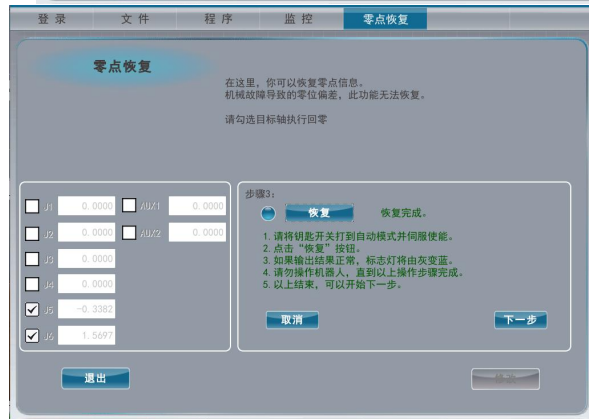 登 录 文 件 程 序 监 控 零点恢复
零点恢复
在这里，你可以恢复零点信息。
机械故障导致的零位偏差，此功能无法恢复。
请勾选目标轴执行回零
J1 0.0000 AUX1 0.0000
J2 0.0000 AUX2 0.0000
J3 0.0000
J4 0.0000
J5 -0.3382
J6 1.5697
步骤3：
恢复 恢复完成。
1. 请将钥匙开关打到自动模式并伺服使能。
2. 点击“恢复”按钮。
3. 如果输出结果正常，标志灯将由灰变蓝。
4. 请勿操作机器人，直到以上操作步骤完成。
5. 以上结束，可以开始下一步。
取消 下一步
退出